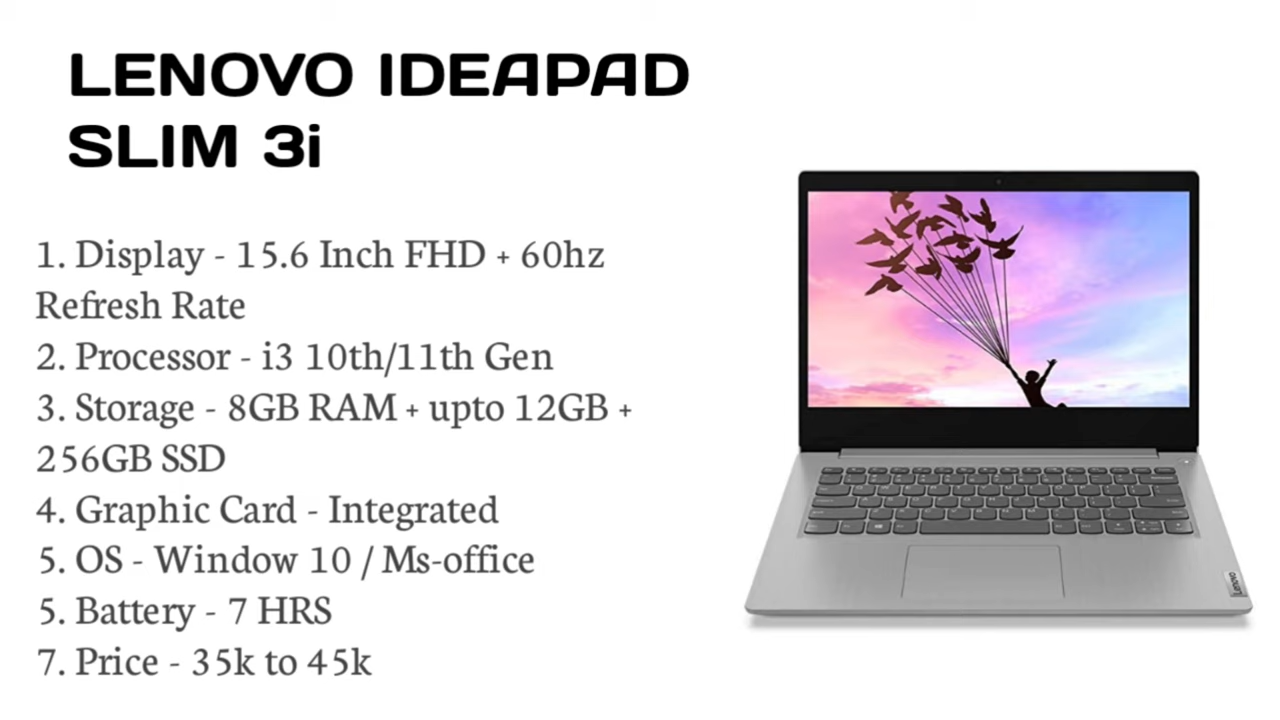 LENOVO IDEAPAD
SLIM 3i
1. Display - 15.6 Inch FHD + 60hz
Refresh Rate
2. Processor - i3 10th/11th Gen
3. Storage - 8GB RAM + upto 12GB +
256GB SSD
4. Graphic Card - Integrated
5. OS - Window 10 / Ms-office
5. Battery - 7 HRS
7. Price - 35k to 45k
Lenovo